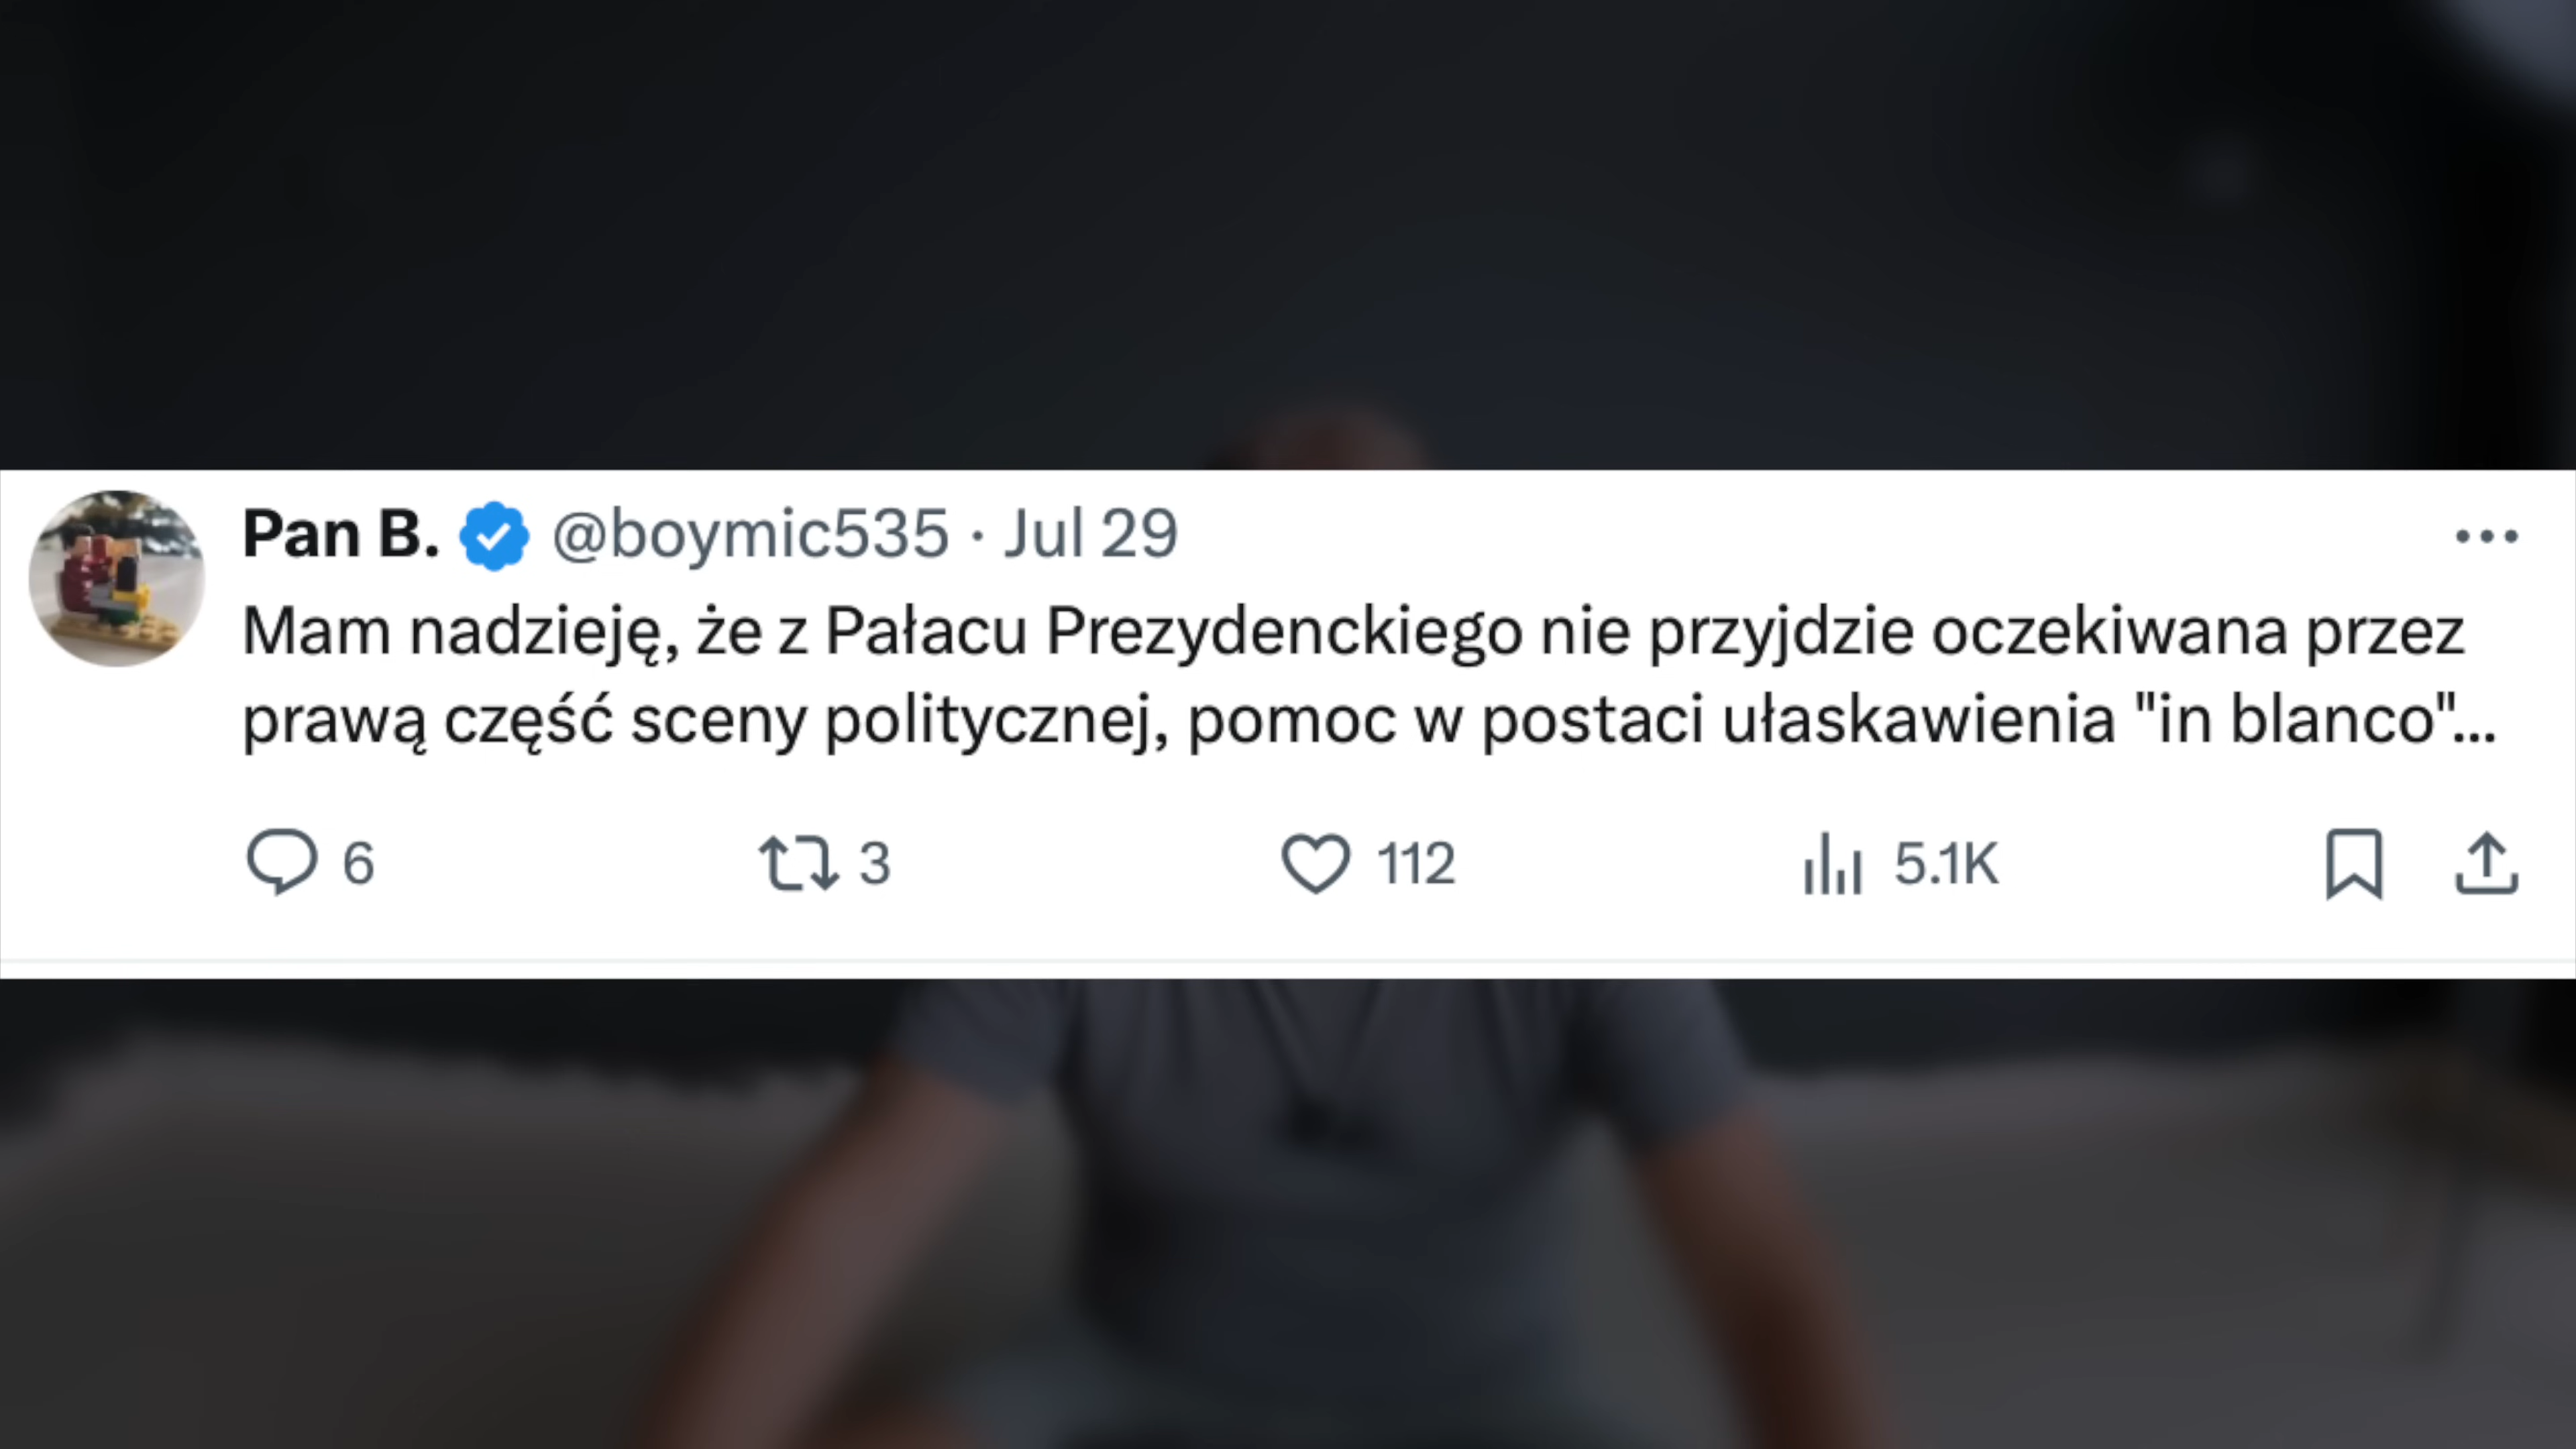 Pan B. @boymic535 · Jul 29
Mam nadzieję, że z Pałacu Prezydenckiego nie przyjdzie oczekiwana przez
prawą część sceny politycznej, pomoc w postaci ułaskawienia "in blanco"...
6 3 112 5.1K